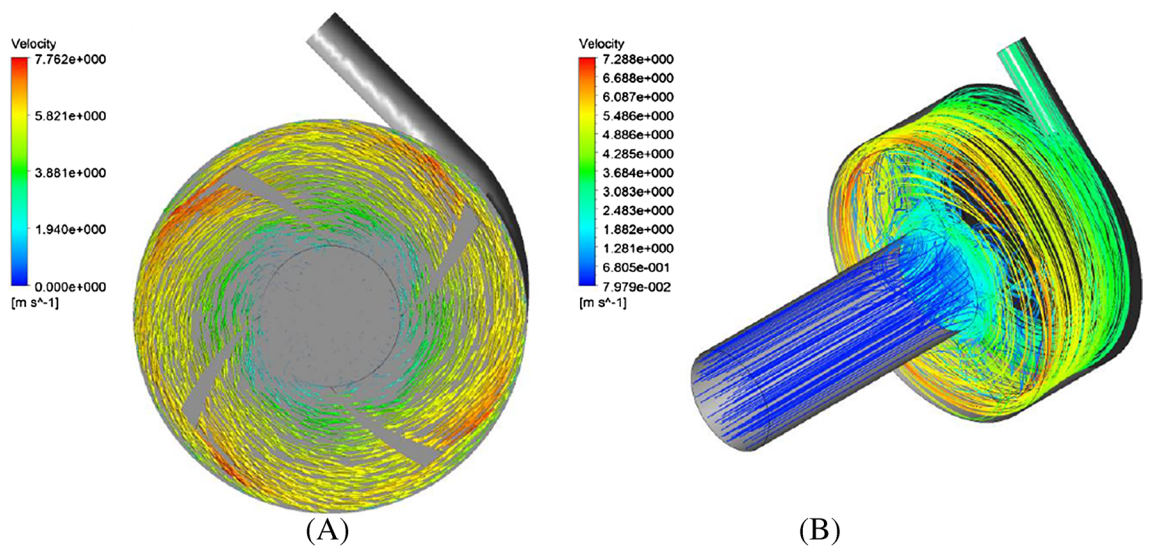 Velocity
7.762e+000
5.821e+000
3.881e+000
1.940e+000
0.000e+000
[m s^-1]
(A)
Velocity
7.288e+000
6.688e+000
6.087e+000
5.486e+000
4.886e+000
4.285e+000
3.684e+000
3.083e+000
2.483e+000
1.882e+000
1.281e+000
6.805e-001
7.979e-002
[m s^-1]
(B)